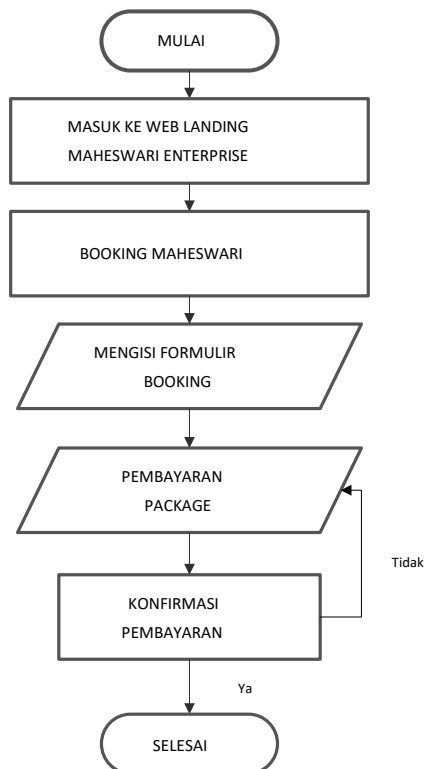 MULAI
MASUK KE WEB LANDING
MAHESWARI ENTERPRISE
BOOKING MAHESWARI
MENGISI FORMULIR
BOOKING
PEMBAYARAN
PACKAGE
Tidak
KONFIRMASI
PEMBAYARAN
Ya
SELESAI